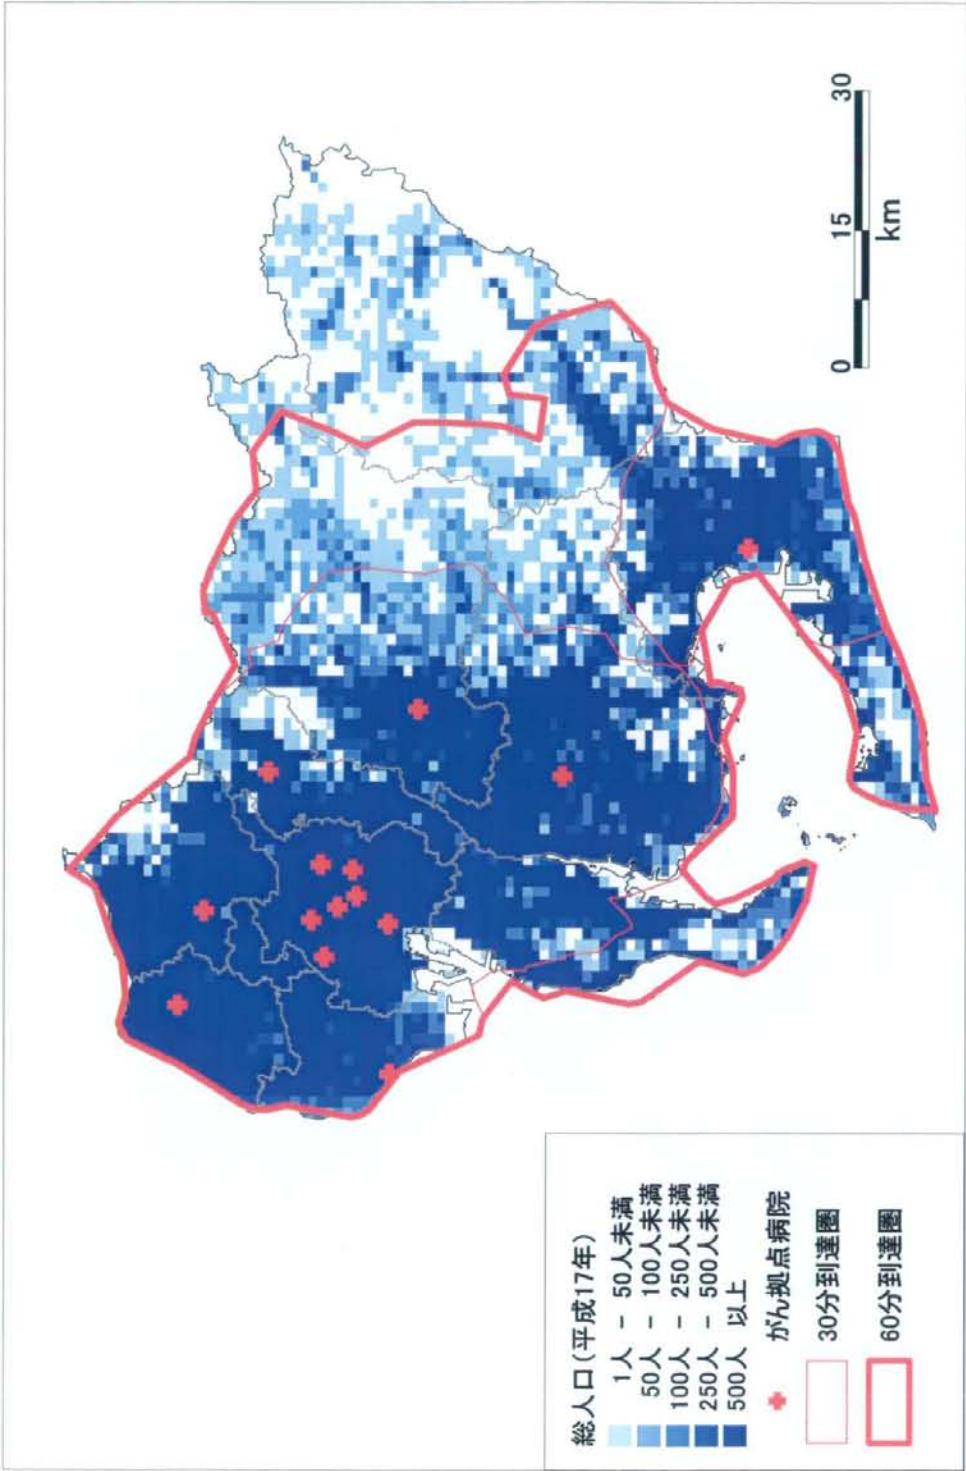 総人口(平成17年)
1人 － 50人未満
50人 － 100人未満
100人 － 250人未満
250人 － 500人未満
500人 以上
がん拠点病院
30分到達圏
60分到達圏
0 15 30
km